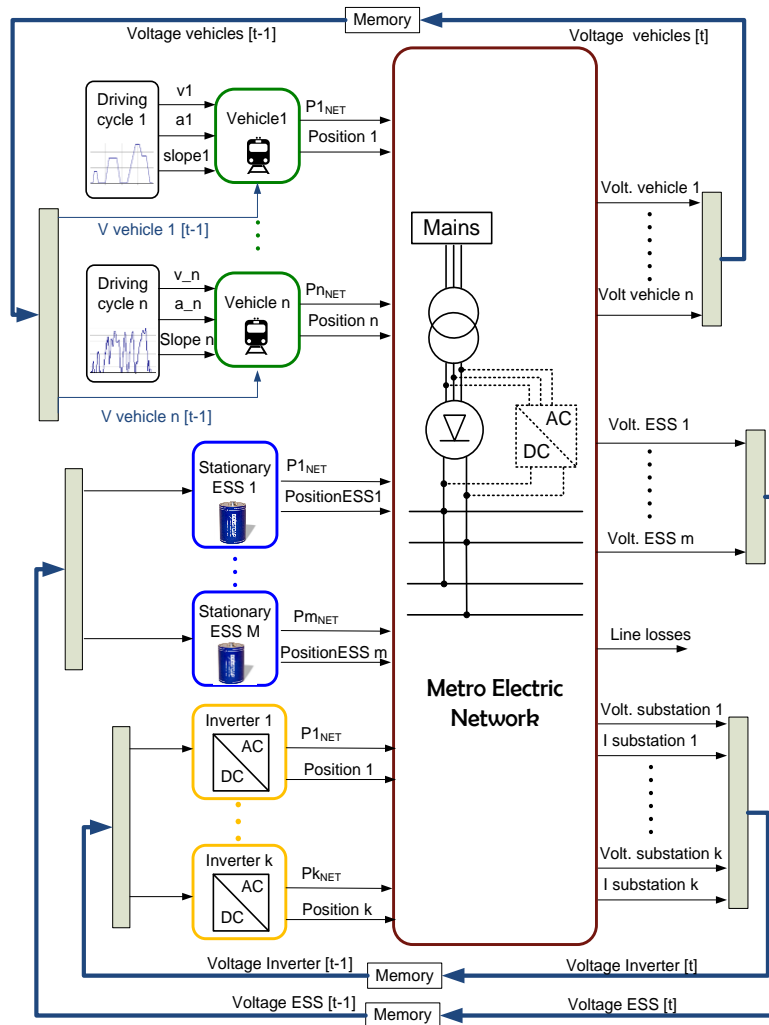 Voltage vehicles [t-1]
Memory
Voltage vehicles [t]
Driving
cycle 1
v1
a1
slope1
Vehicle1
P1NET
Position 1
V vehicle 1 [t-1]
Driving
cycle n
v_n
a_n
Slope n
Vehicle n
PnNET
Position n
V vehicle n [t-1]
Mains
AC
DC
Volt. vehicle 1
Volt vehicle n
Stationary
ESS 1
P1NET
PositionESS1
Stationary
ESS M
PmNET
PositionESS m
Volt. ESS 1
Volt. ESS m
Line losses
Metro Electric
Network
Inverter 1
AC
DC
P1NET
Position 1
Inverter k
AC
DC
PkNET
Position k
Volt. substation 1
I substation 1
Volt. substation k
I substation k
Voltage Inverter [t-1]
Memory
Voltage Inverter [t]
Voltage ESS [t-1]
Memory
Voltage ESS [t]